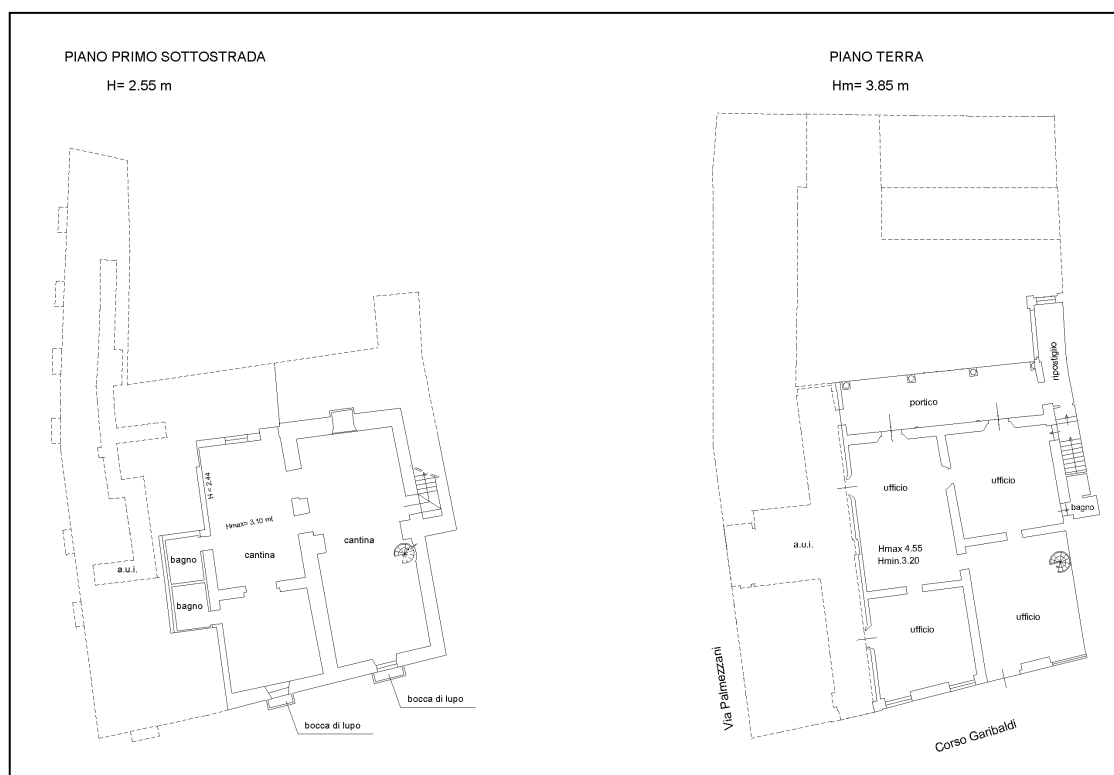 PIANO PRIMO SOTTOSTRADA
H= 2.55 m
H = 2.44
Hmax= 3,10 mt
cantina
cantina
bagno
bagno
a.u.i.
bocca di lupo
bocca di lupo
PIANO TERRA
Hm= 3.85 m
ripostiglio
portico
ufficio
ufficio
bagno
a.u.i.
Hmax 4.55
Hmin.3.20
ufficio
ufficio
Via Palmezzani
Corso Garibaldi